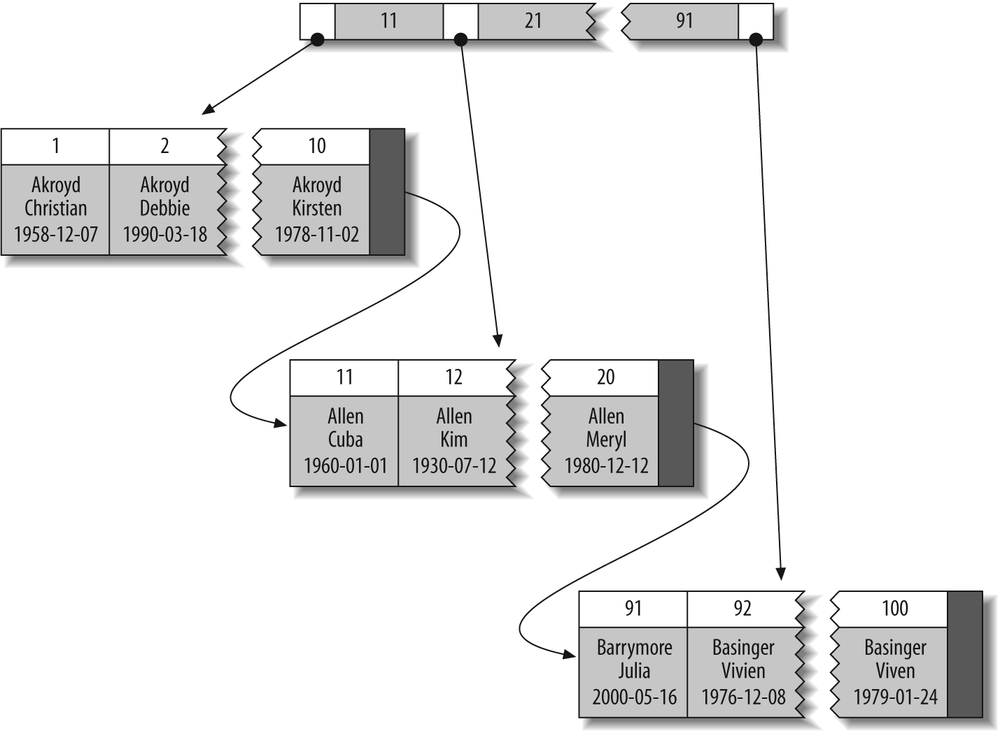 11 21 91
1 2 10
Akroyd Akroyd Akroyd
Christian Debbie Kirsten
1958-12-07 1990-03-18 1978-11-02
11 12 20
Allen Allen Allen
Cuba Kim Meryl
1960-01-01 1930-07-12 1980-12-12
91 92 100
Barrymore Basinger Basinger
Julia Vivien Viven
2000-05-16 1976-12-08 1979-01-24